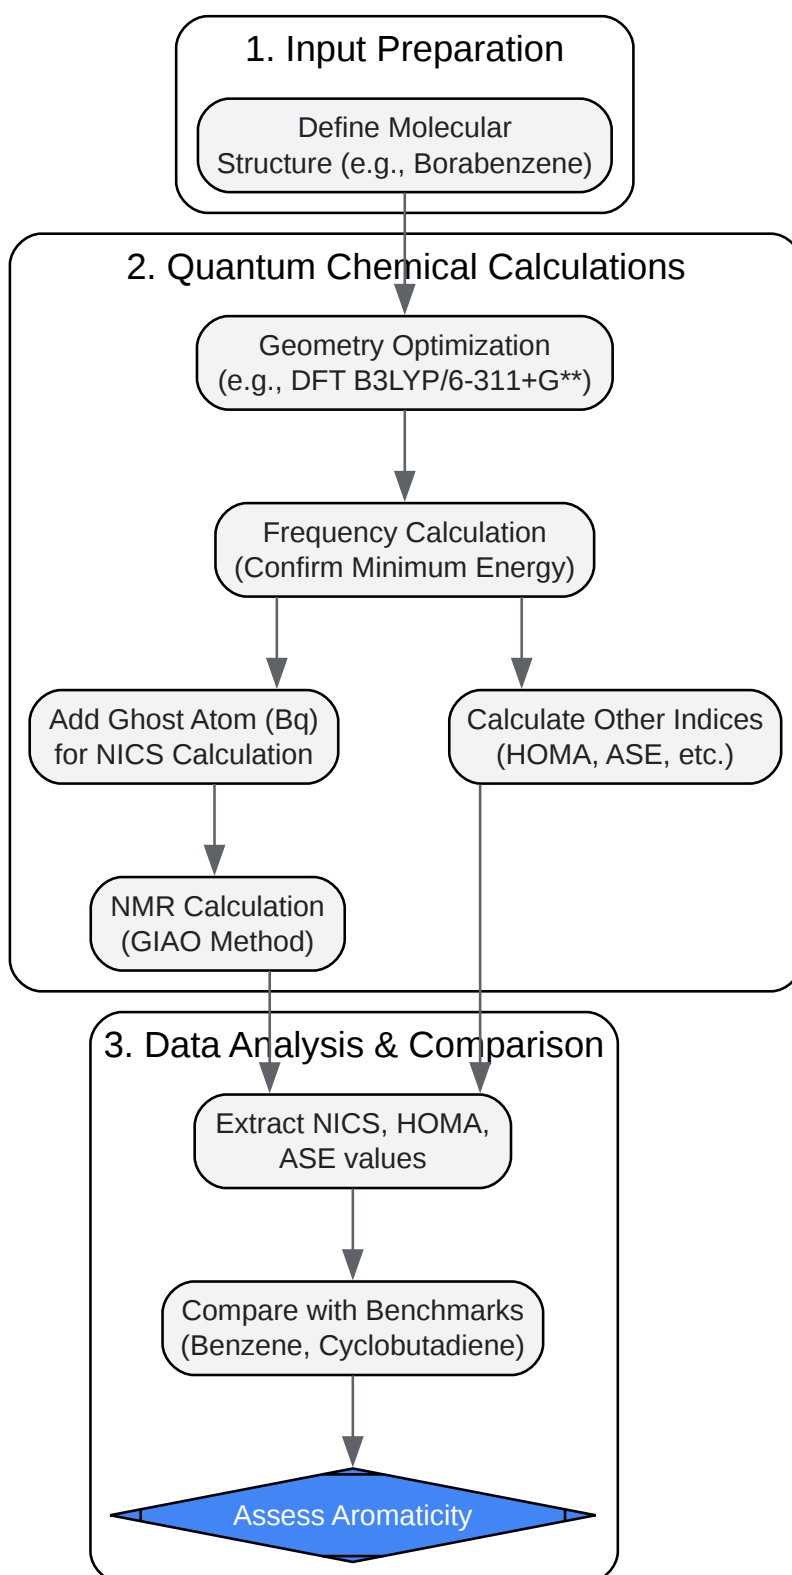 1. Input Preparation
Define Molecular
Structure (e.g., Borabenzene)
2. Quantum Chemical Calculations
Geometry Optimization
(e.g., DFT B3LYP/6-311+G**)
Frequency Calculation
(Confirm Minimum Energy)
Add Ghost Atom (Bq)
for NICS Calculation
Calculate Other Indices
(HOMA, ASE, etc.)
NMR Calculation
(GIAO Method)
3. Data Analysis & Comparison
Extract NICS, HOMA,
ASE values
Compare with Benchmarks
(Benzene, Cyclobutadiene)
Assess Aromaticity